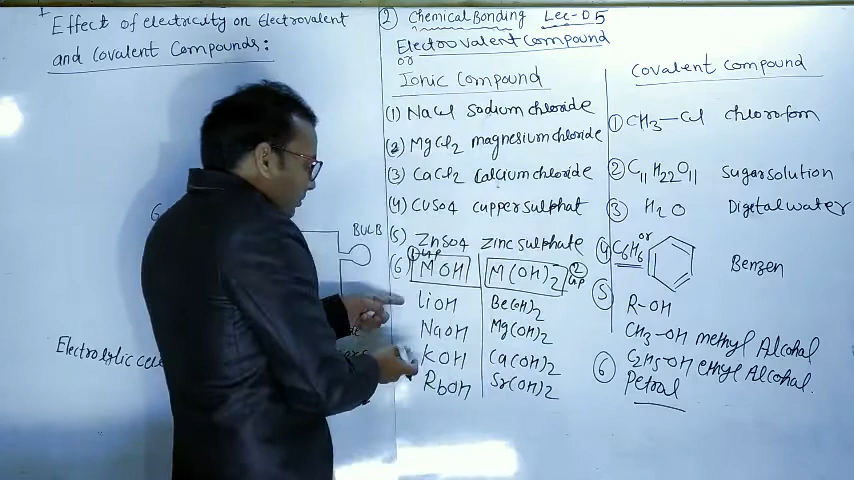 Effect of electricity on Electrovalent
and Covalent Compounds:
BULB
Electrolytic cell
② Chemical Bonding Lec-05
Electrovalent Compound
or
Ionic Compound
(1) NaCl Sodium chloride
(2) MgCl2 magnesium chloride
(3) CaCl2 calcium chloride
(4) CuSO4 cupper sulphat
(5) ZnSO4 zinc sulphate
(6) MOH M(OH)2 ② GP
LiOH Be(OH)2
NaOH Mg(OH)2
KOH Ca(OH)2
RbOH Sr(OH)2
Covalent Compound
① CH3-Cl chloroform
② C11H22O11 sugar solution
③ H2O Digetal water
④ C6H6 or Benzen
⑤ R-OH
CH3-OH methyl Alcohal
C2H5-OH ethyl Alcohal.
⑥ Petral